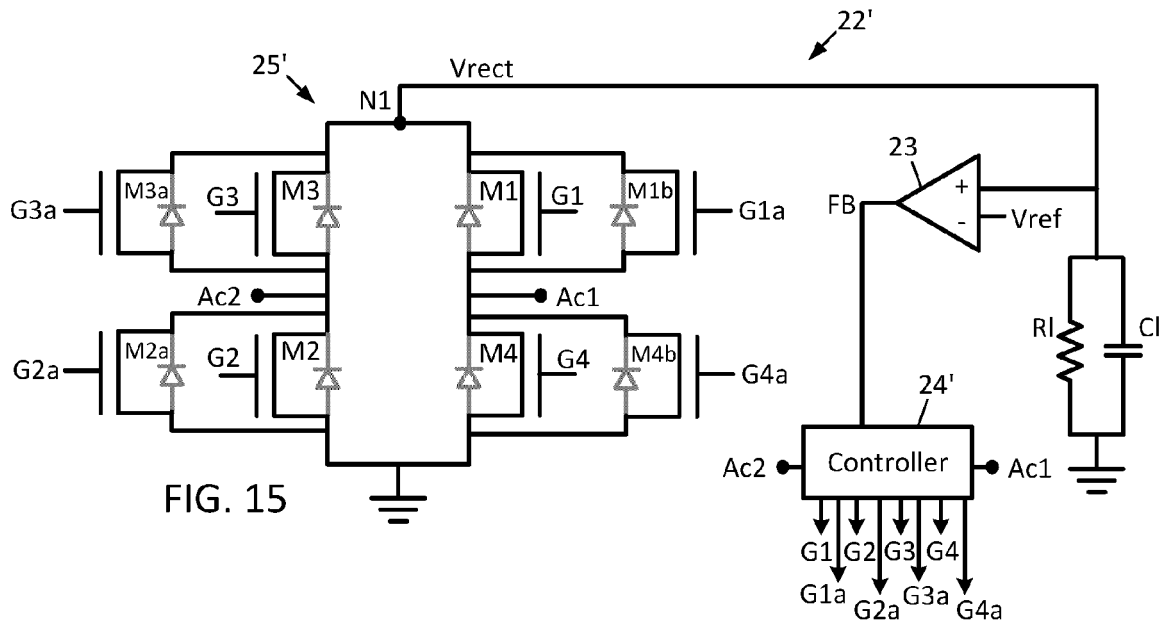 22'
25'
Vrect
N1
23
M3a
G3
M3
M1
G1
M1b
G3a
G1a
+
FB
-
Vref
Ac2
Ac1
M2a
G2
M2
M4
G4
M4b
G2a
G4a
Rl
Cl
24'
Ac2
Controller
Ac1
FIG. 15
G1
G2
G3
G4
G1a
G2a
G3a
G4a